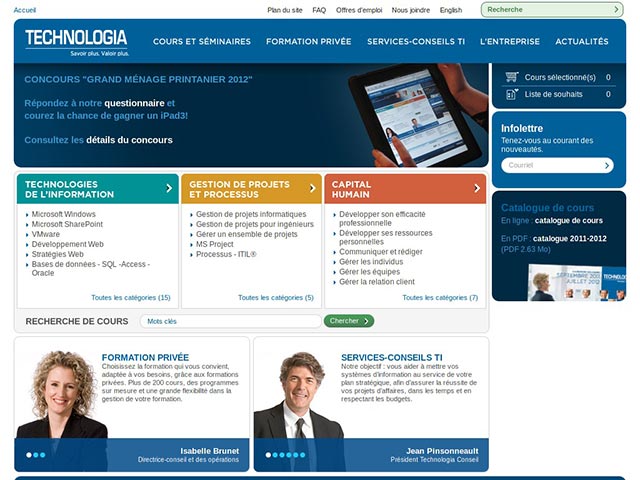 Accueil
Plan du site FAQ Offres d'emploi Nous joindre English
Recherche
TECHNOLOGIA
Savoir plus. Valoir plus.
COURS ET SÉMINAIRES FORMATION PRIVÉE SERVICES-CONSEILS TI L'ENTREPRISE ACTUALITÉS
CONCOURS "GRAND MÉNAGE PRINTANIER 2012"
Répondez à notre questionnaire et
courez la chance de gagner un iPad3!
Consultez les détails du concours
Cours sélectionné(s) 0
Liste de souhaits 0
Infolettre
Tenez-vous au courant des
nouveautés.
Courriel
Catalogue de cours
En ligne : catalogue de cours
En PDF : catalogue 2011-2012
(PDF 2.63 Mo)
SEPTEMBRE 2011
JUILLET 2012
TECHNOLOGIES
DE L'INFORMATION
Microsoft Windows
Microsoft SharePoint
VMware
Développement Web
Stratégies Web
Bases de données - SQL -Access -
Oracle
Toutes les catégories (15)
GESTION DE PROJETS
ET PROCESSUS
Gestion de projets informatiques
Gestion de projets pour ingénieurs
Gérer un ensemble de projets
MS Project
Processus - ITIL®
Toutes les catégories (5)
CAPITAL
HUMAIN
Développer son efficacité
professionnelle
Développer ses ressources
personnelles
Communiquer et rédiger
Gérer les individus
Gérer les équipes
Gérer la relation client
Toutes les catégories (7)
RECHERCHE DE COURS Mots clés Chercher
FORMATION PRIVÉE
Choisissez la formation qui vous convient,
adaptée à vos besoins, grâce aux formations
privées. Plus de 200 cours, des programmes
sur mesure et une grande flexibilité dans la
gestion de votre formation.
Isabelle Brunet
Directrice-conseil et des opérations
SERVICES-CONSEILS TI
Notre objectif : vous aider à mettre vos
systèmes d'information au service de votre
plan stratégique, afin d'assurer la réussite de
vos projets d'affaires, dans les temps et en
respectant les budgets.
Jean Pinsonneault
Président Technologia Conseil